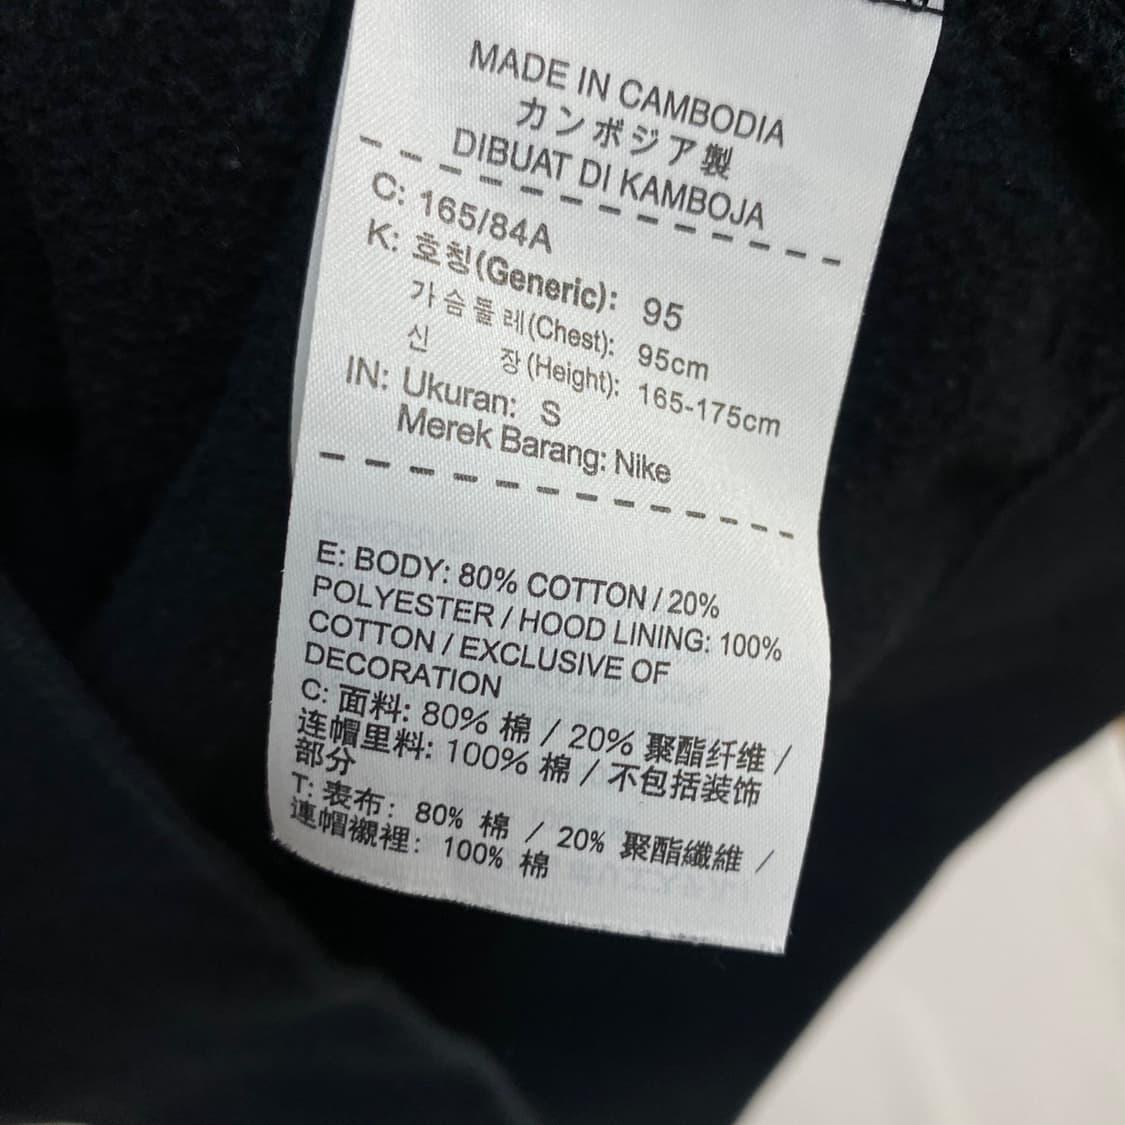 MADE IN CAMBODIA
カンボジア製
DIBUAT DI KAMBOJA
C: 165/84A
K: 호칭(Generic): 95
가슴둘레(Chest): 95cm
신 장(Height): 165-175cm
IN: Ukuran: S
Merek Barang: Nike
E: BODY: 80% COTTON / 20%
POLYESTER / HOOD LINING: 100%
COTTON / EXCLUSIVE OF
DECORATION
C: 面料: 80% 棉 / 20% 聚酯纤维 /
连帽里料: 100% 棉 / 不包括装饰
部分
T: 表布: 80% 棉 / 20% 聚酯纖維 /
連帽襯裡: 100% 棉